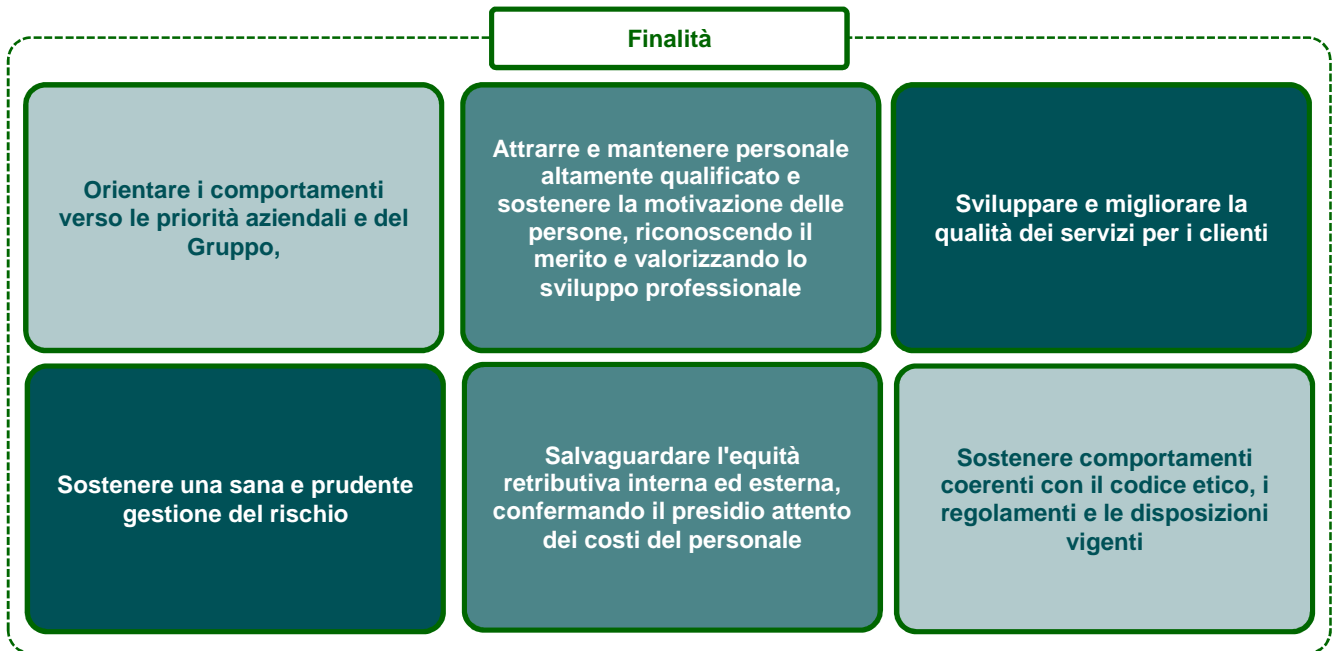 Finalità
Orientare i comportamenti
verso le priorità aziendali e del
Gruppo,
Attrarre e mantenere personale
altamente qualificato e
sostenere la motivazione delle
persone, riconoscendo il
merito e valorizzando lo
sviluppo professionale
Sviluppare e migliorare la
qualità dei servizi per i clienti
Sostenere una sana e prudente
gestione del rischio
Salvaguardare l'equità
retributiva interna ed esterna,
confermando il presidio attento
dei costi del personale
Sostenere comportamenti
coerenti con il codice etico, i
regolamenti e le disposizioni
vigenti